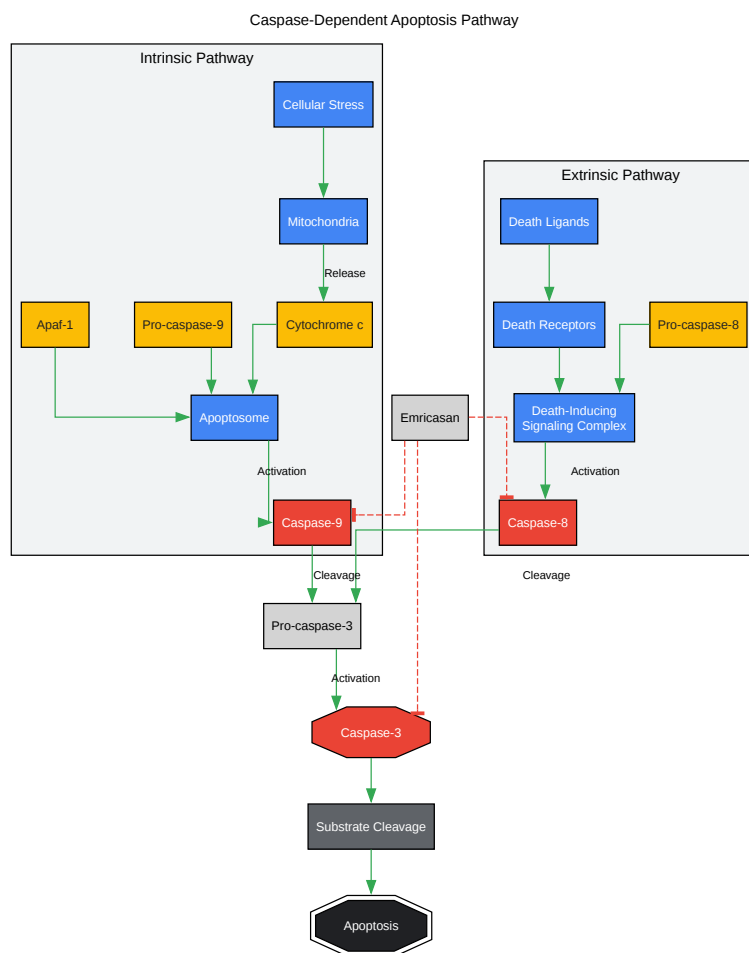 Caspase-Dependent Apoptosis Pathway
Intrinsic Pathway
Cellular Stress
Extrinsic Pathway
Mitochondria
Death Ligands
Release
Apaf-1
Pro-caspase-9
Cytochrome c
Death Receptors
Pro-caspase-8
Apoptosome
Emricasan
Death-Inducing
Signaling Complex
Activation
Activation
Caspase-9
Caspase-8
Cleavage
Cleavage
Pro-caspase-3
Activation
Caspase-3
Substrate Cleavage
Apoptosis